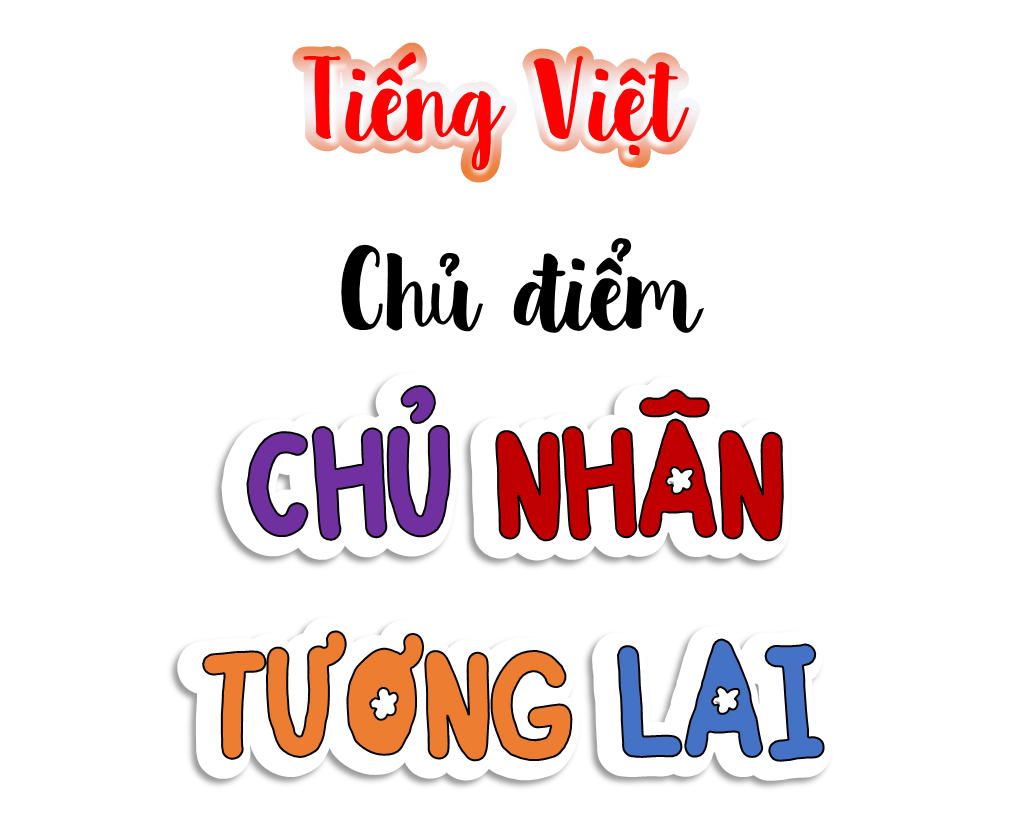 Tiếng Việt
Chủ điểm
CHỦ NHÂN
TƯƠNG LAI